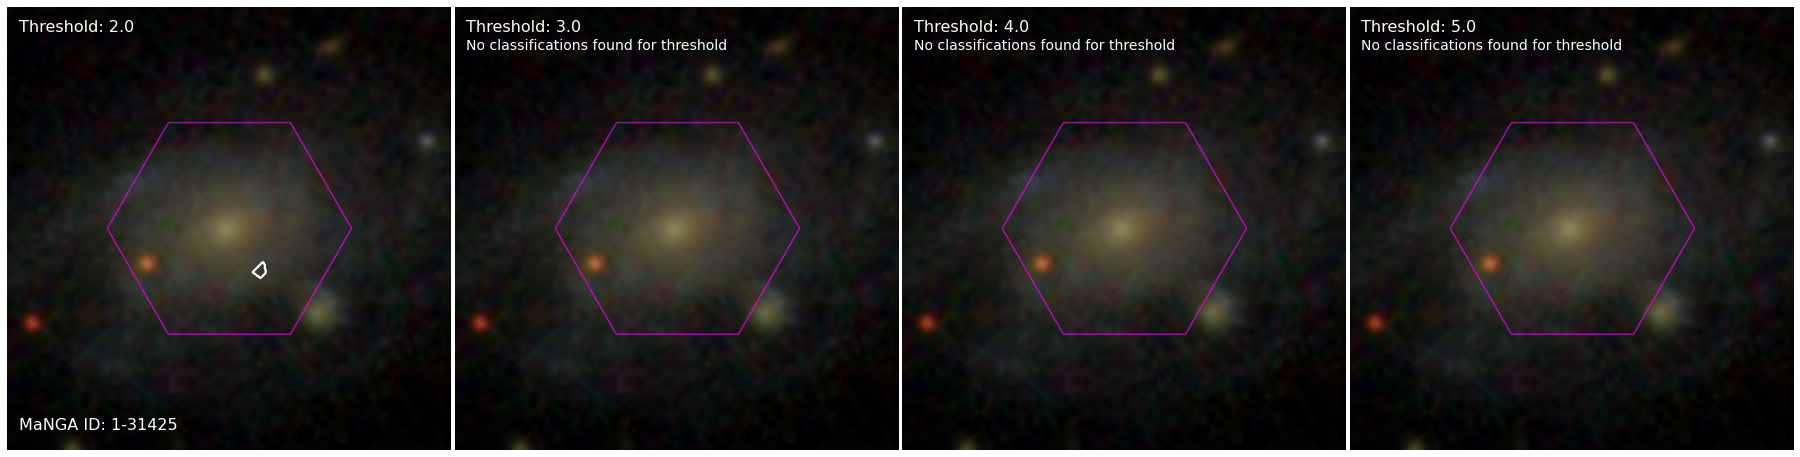 Threshold: 2.0
MaNGA ID: 1-31425
Threshold: 3.0
No classifications found for threshold
Threshold: 4.0
No classifications found for threshold
Threshold: 5.0
No classifications found for threshold